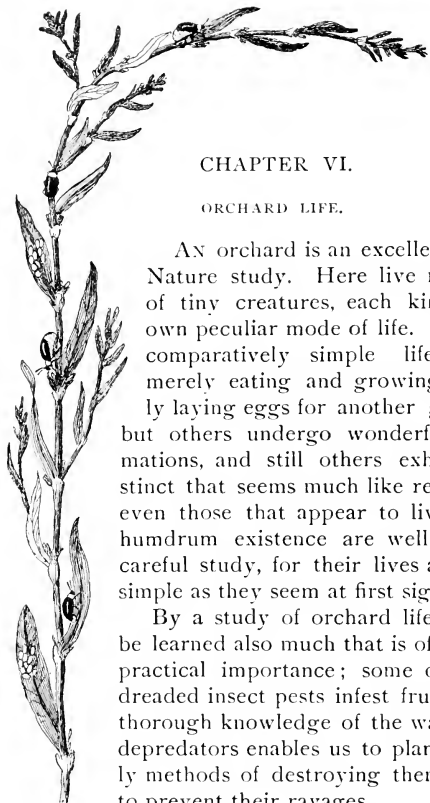 CHAPTER VI.
ORCHARD LIFE.
AN orchard is an excelle
Nature study. Here live
of tiny creatures, each kin
own peculiar mode of life.
comparatively simple life
merely eating and growing
ly laying eggs for another
but others undergo wonderf
mations, and still others exh
stinct that seems much like re
even those that appear to liv
humdrum existence are well
careful study, for their lives a
simple as they seem at first sig
By a study of orchard life
be learned also much that is of
practical importance; some o
dreaded insect pests infest fru
thorough knowledge of the wa
depredators enables us to plan
ly methods of destroying then
to prevent their ravages